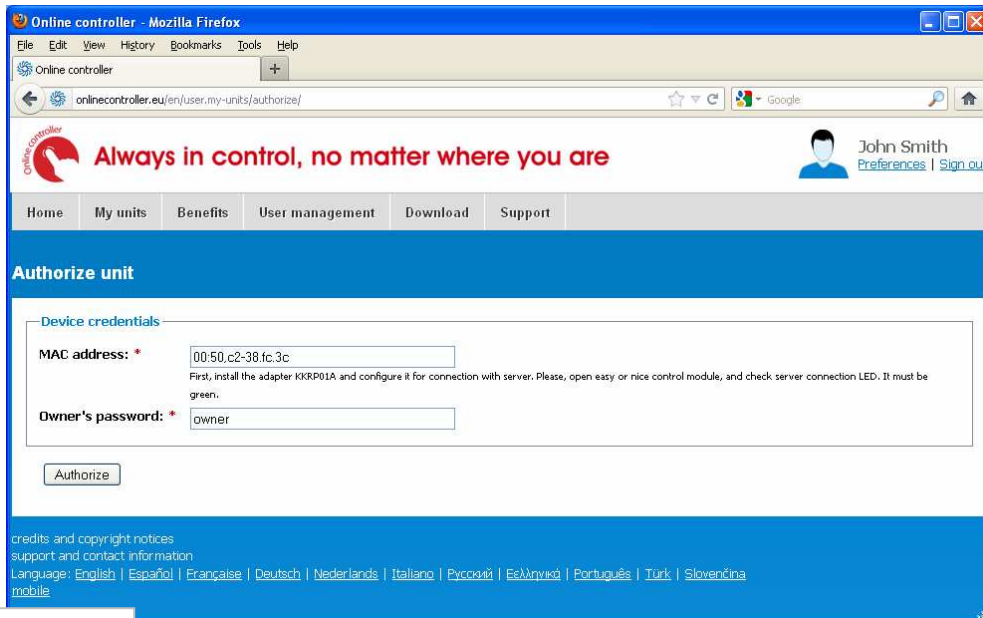 Online controller - Mozilla Firefox
File Edit View History Bookmarks Tools Help
Online controller +
onlinecontroller.eu/en/user.my-units/authorize/ Google
Online controller
Always in control, no matter where you are
John Smith
Preferences | Sign ou
Home My units Benefits User management Download Support
Authorize unit
Device credentials
MAC address: * 00:50,c2-38.fc.3c
First, install the adapter KKRP01A and configure it for connection with server. Please, open easy or nice control module, and check server connection LED. It must be
green.
Owner's password: * owner
Authorize
credits and copyright notices
support and contact information
Language: English | Español | Française | Deutsch | Nederlands | Italiano | Русский | Εελληνικά | Português | Türk | Slovenčina
mobile